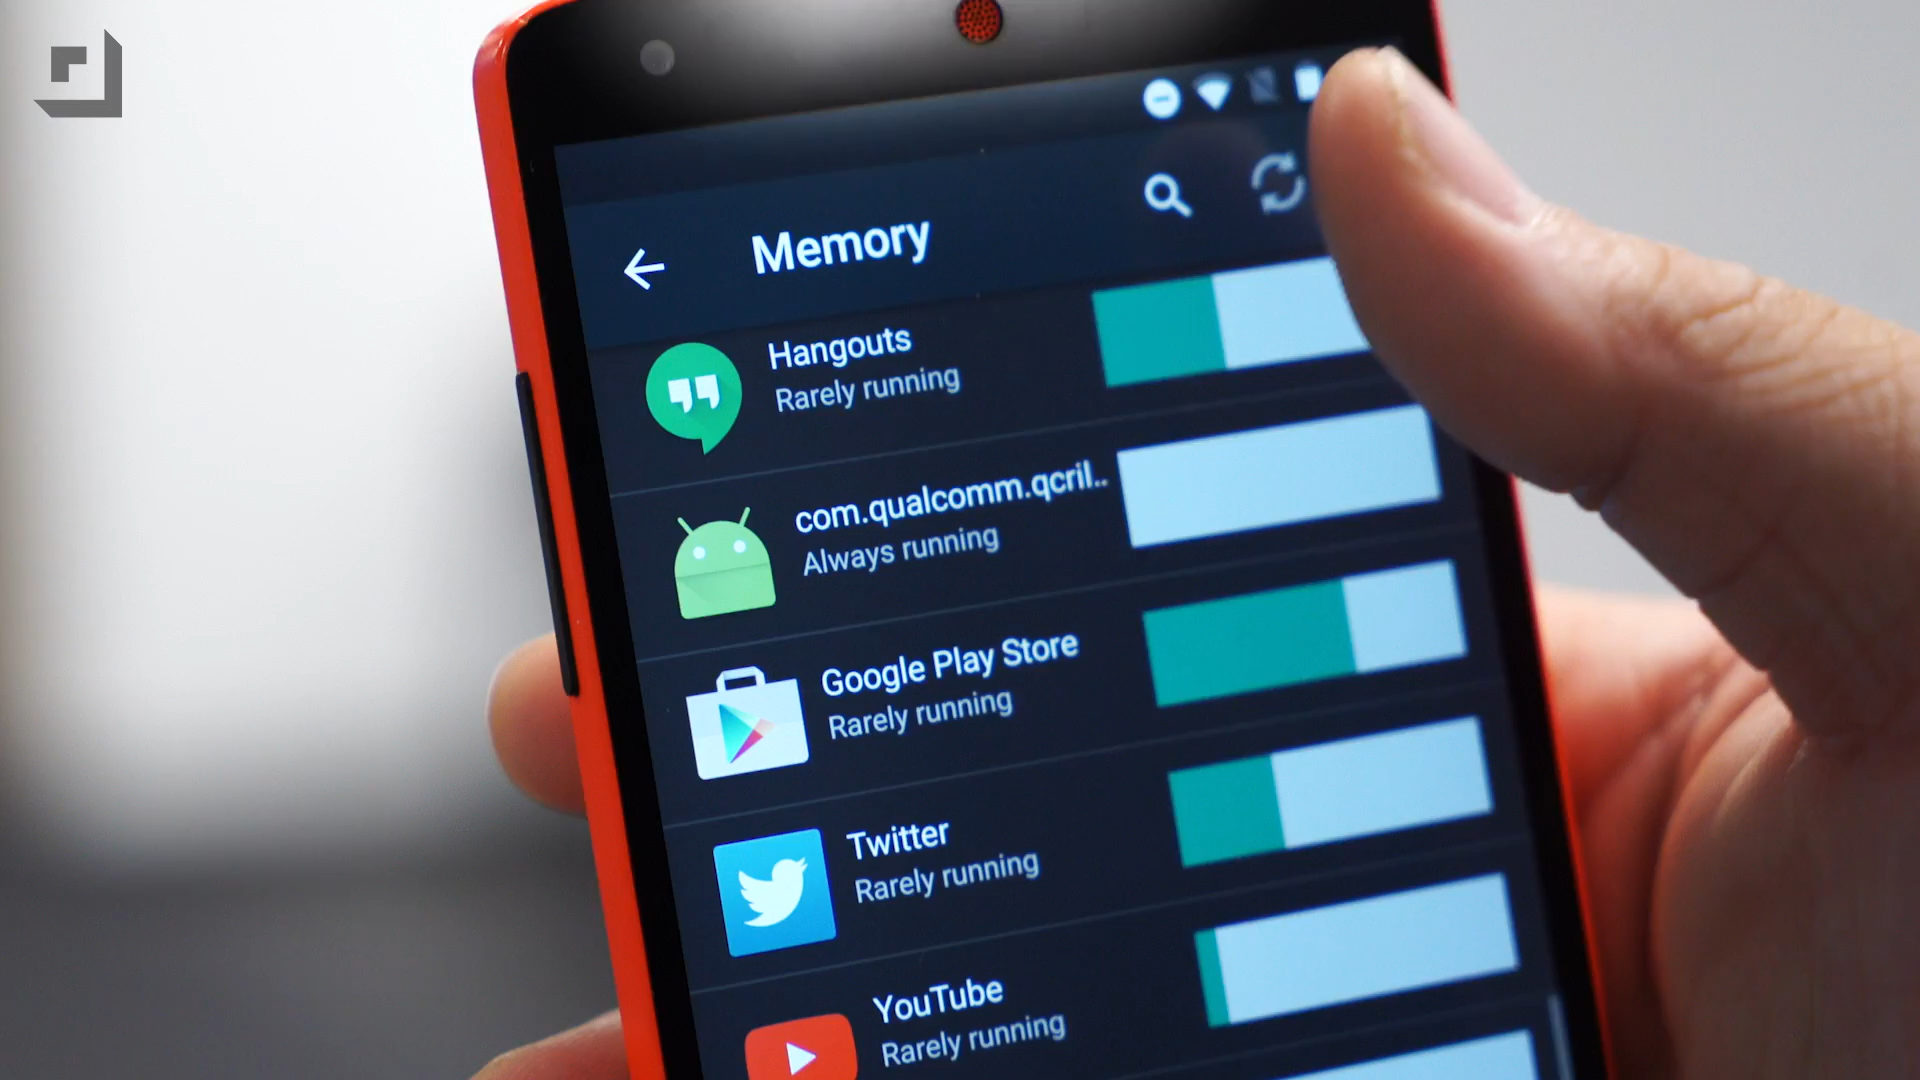 Memory
Hangouts
Rarely running
com.qualcomm.qcril..
Always running
Google Play Store
Rarely running
Twitter
Rarely running
YouTube
Rarely running